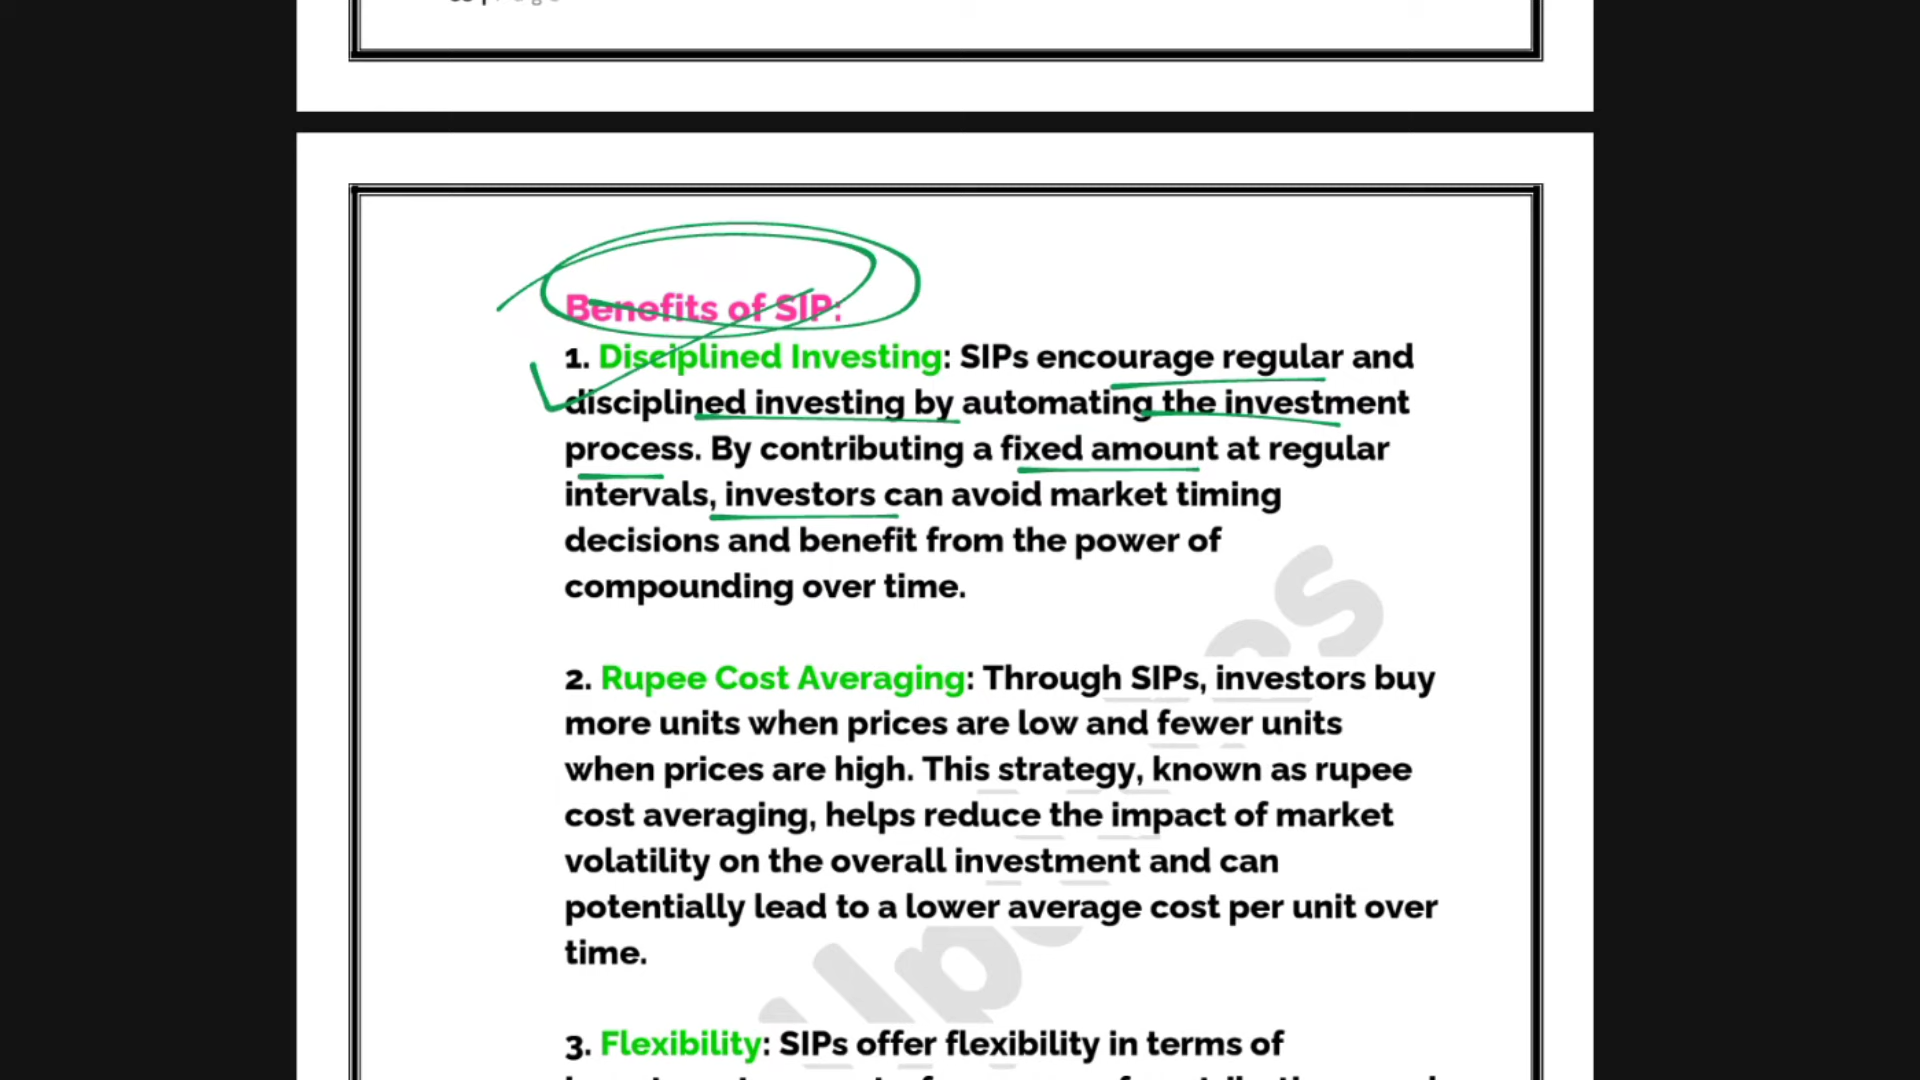 Benefits of SIP:
1. Disciplined Investing: SIPs encourage regular and
disciplined investing by automating the investment
process. By contributing a fixed amount at regular
intervals, investors can avoid market timing
decisions and benefit from the power of
compounding over time.
2. Rupee Cost Averaging: Through SIPs, investors buy
more units when prices are low and fewer units
when prices are high. This strategy, known as rupee
cost averaging, helps reduce the impact of market
volatility on the overall investment and can
potentially lead to a lower average cost per unit over
time.
3. Flexibility: SIPs offer flexibility in terms of